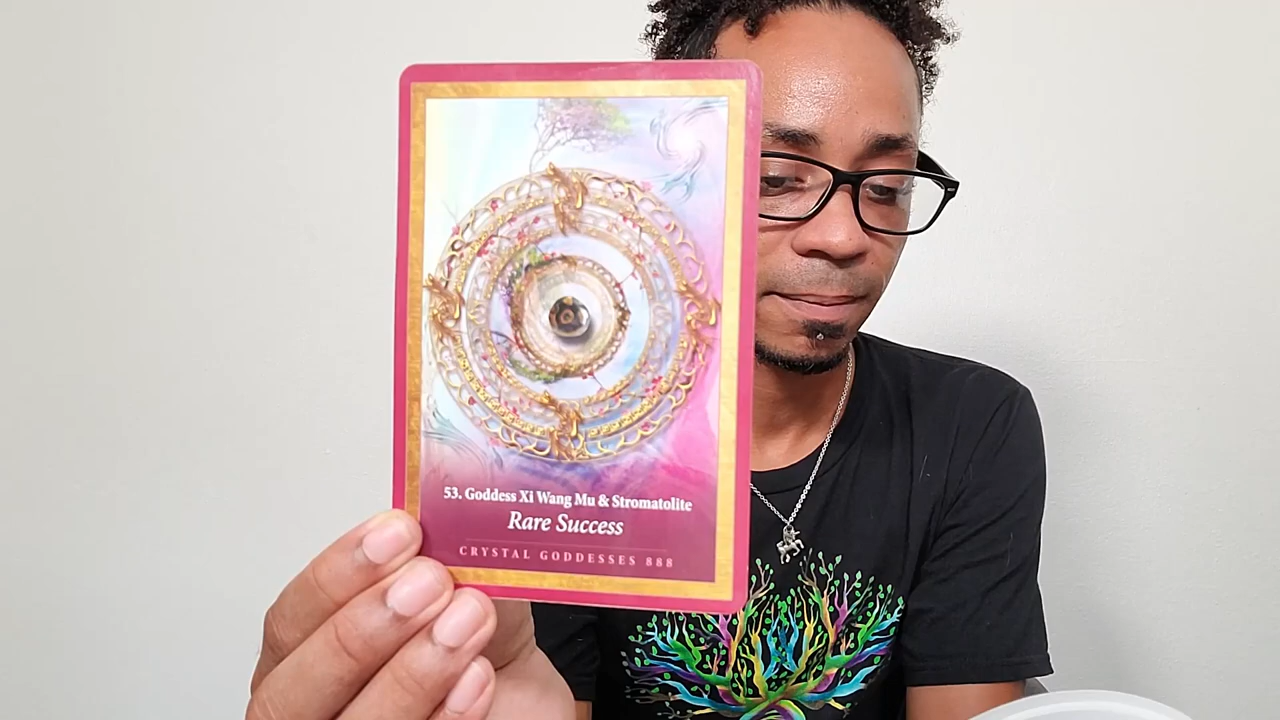 53. Goddess Xi Wang Mu & Stromatolite
Rare Success
CRYSTAL GODDESSES 888